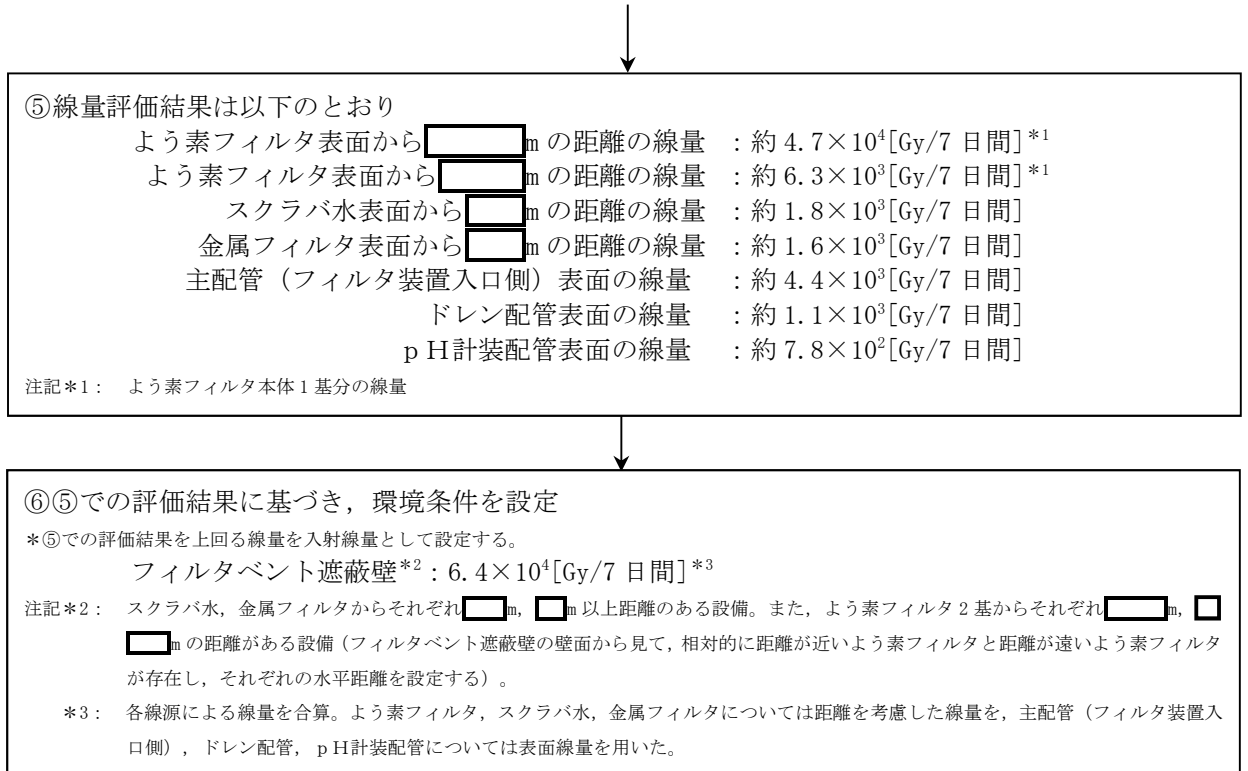 ⑤線量評価結果は以下のとおり
よう素フィルタ表面から m の距離の線量 ：約 4.7×10⁴[Gy/7 日間]*1
よう素フィルタ表面から m の距離の線量 ：約 6.3×10³[Gy/7 日間]*1
スクラバ水表面から m の距離の線量 ：約 1.8×10³[Gy/7 日間]
金属フィルタ表面から m の距離の線量 ：約 1.6×10³[Gy/7 日間]
主配管（フィルタ装置入口側）表面の線量 ：約 4.4×10³[Gy/7 日間]
ドレン配管表面の線量 ：約 1.1×10³[Gy/7 日間]
ｐＨ計装配管表面の線量 ：約 7.8×10²[Gy/7 日間]
注記＊1： よう素フィルタ本体 1 基分の線量
⑥⑤での評価結果に基づき，環境条件を設定
＊⑤での評価結果を上回る線量を入射線量として設定する。
フィルタベント遮蔽壁*2：6.4×10⁴[Gy/7 日間]*3
注記＊2： スクラバ水，金属フィルタからそれぞれ m， m 以上距離のある設備。また，よう素フィルタ 2 基からそれぞれ m，
m の距離がある設備（フィルタベント遮蔽壁の壁面から見て，相対的に距離が近いよう素フィルタと距離が遠いよう素フィルタ
が存在し，それぞれの水平距離を設定する）。
＊3： 各線源による線量を合算。よう素フィルタ，スクラバ水，金属フィルタについては距離を考慮した線量を，主配管（フィルタ装置入
口側），ドレン配管，ｐＨ計装配管については表面線量を用いた。